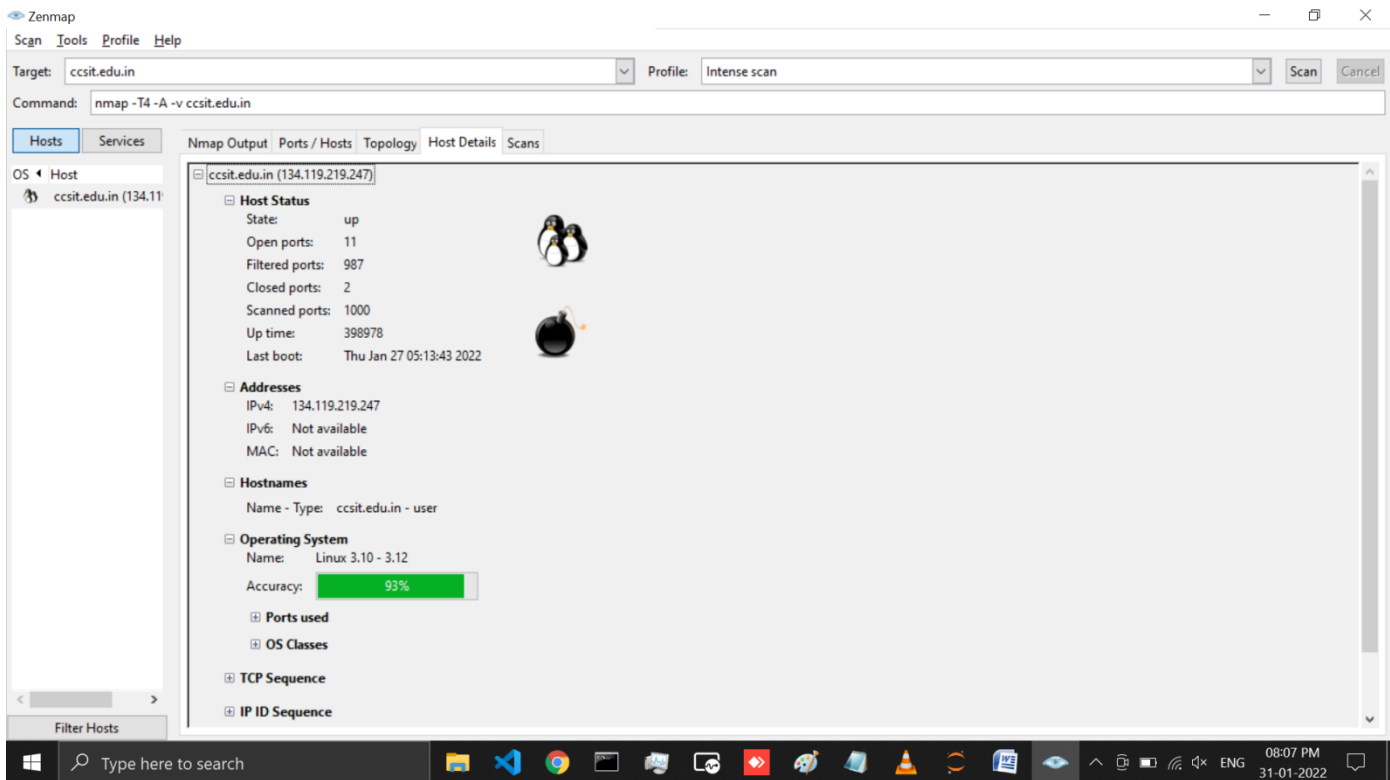 Zenmap
Scan Tools Profile Help
Target: ccsit.edu.in Profile: Intense scan Scan Cancel
Command: nmap -T4 -A -v ccsit.edu.in
Hosts Services Nmap Output Ports / Hosts Topology Host Details Scans
OS Host
ccsit.edu.in (134.11
ccsit.edu.in (134.119.219.247)
Host Status
State: up
Open ports: 11
Filtered ports: 987
Closed ports: 2
Scanned ports: 1000
Up time: 398978
Last boot: Thu Jan 27 05:13:43 2022
Addresses
IPv4: 134.119.219.247
IPv6: Not available
MAC: Not available
Hostnames
Name - Type: ccsit.edu.in - user
Operating System
Name: Linux 3.10 - 3.12
Accuracy: 93%
Ports used
OS Classes
TCP Sequence
IP ID Sequence
Filter Hosts
Type here to search
ENG
08:07 PM
31-01-2022